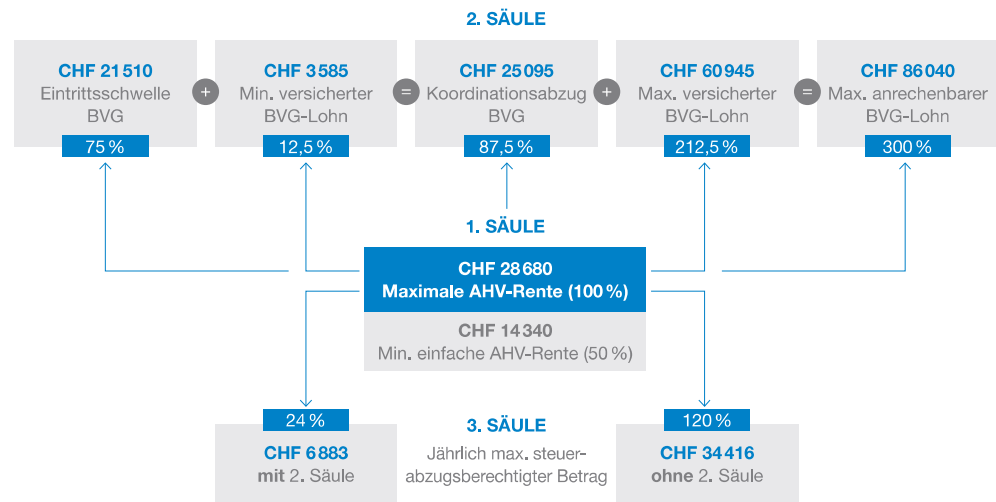 2. SÄULE
CHF 21 510
Eintrittsschwelle
BVG
75 %
+
CHF 3 585
Min. versicherter
BVG-Lohn
12,5 %
=
CHF 25 095
Koordinationsabzug
BVG
87,5 %
+
CHF 60 945
Max. versicherter
BVG-Lohn
212,5 %
=
CHF 86 040
Max. anrechenbarer
BVG-Lohn
300 %
1. SÄULE
CHF 28 680
Maximale AHV-Rente (100 %)
CHF 14 340
Min. einfache AHV-Rente (50 %)
24 %
CHF 6 883
mit 2. Säule
3. SÄULE
Jährlich max. steuer-
abzugsberechtigter Betrag
120 %
CHF 34 416
ohne 2. Säule